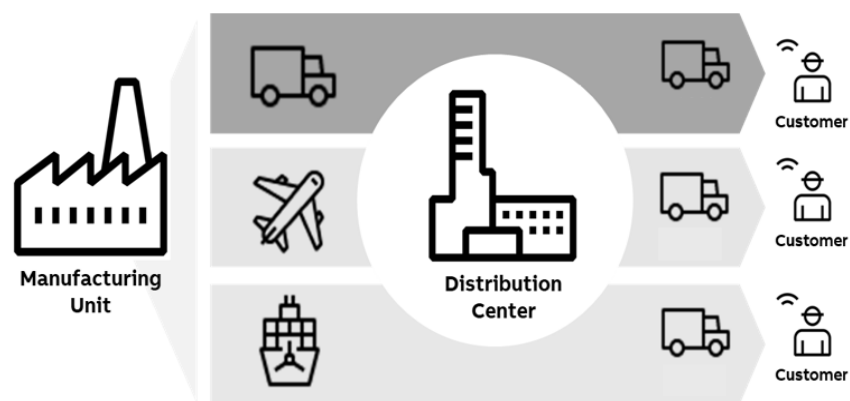 Manufacturing
Unit
Distribution
Center
Customer
Customer
Customer